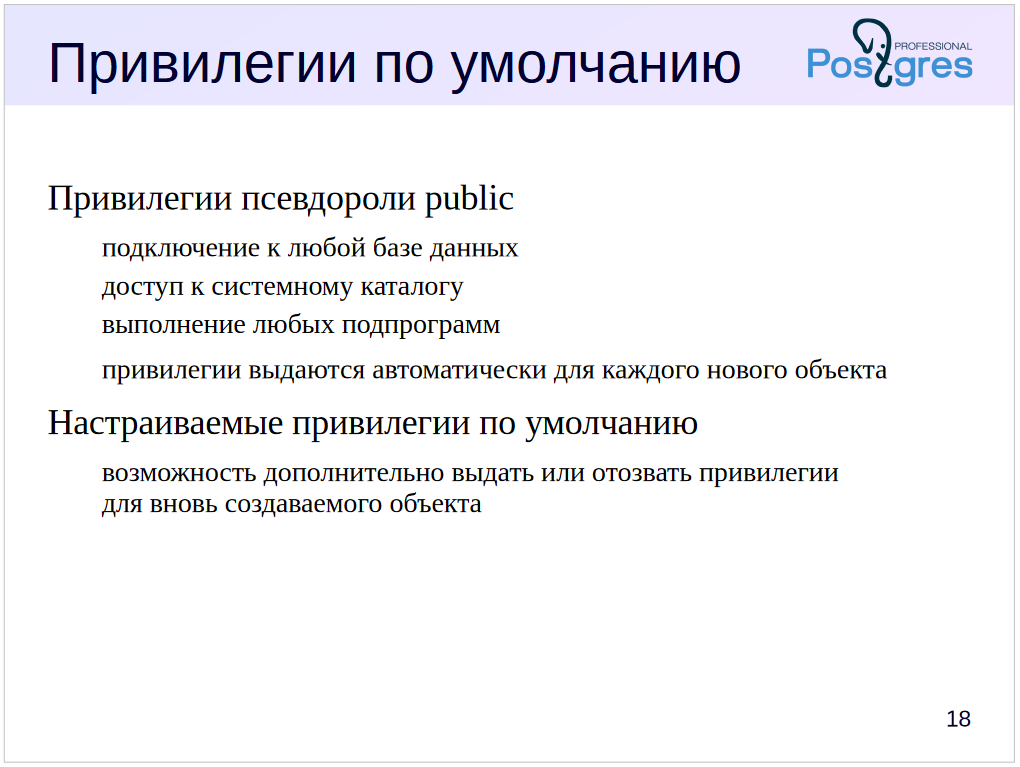 Привилегии по умолчанию
PROFESSIONAL
Postgres
Привилегии псевдороли public
подключение к любой базе данных
доступ к системному каталогу
выполнение любых подпрограмм
привилегии выдаются автоматически для каждого нового объекта
Настраиваемые привилегии по умолчанию
возможность дополнительно выдать или отозвать привилегии
для вновь создаваемого объекта
18